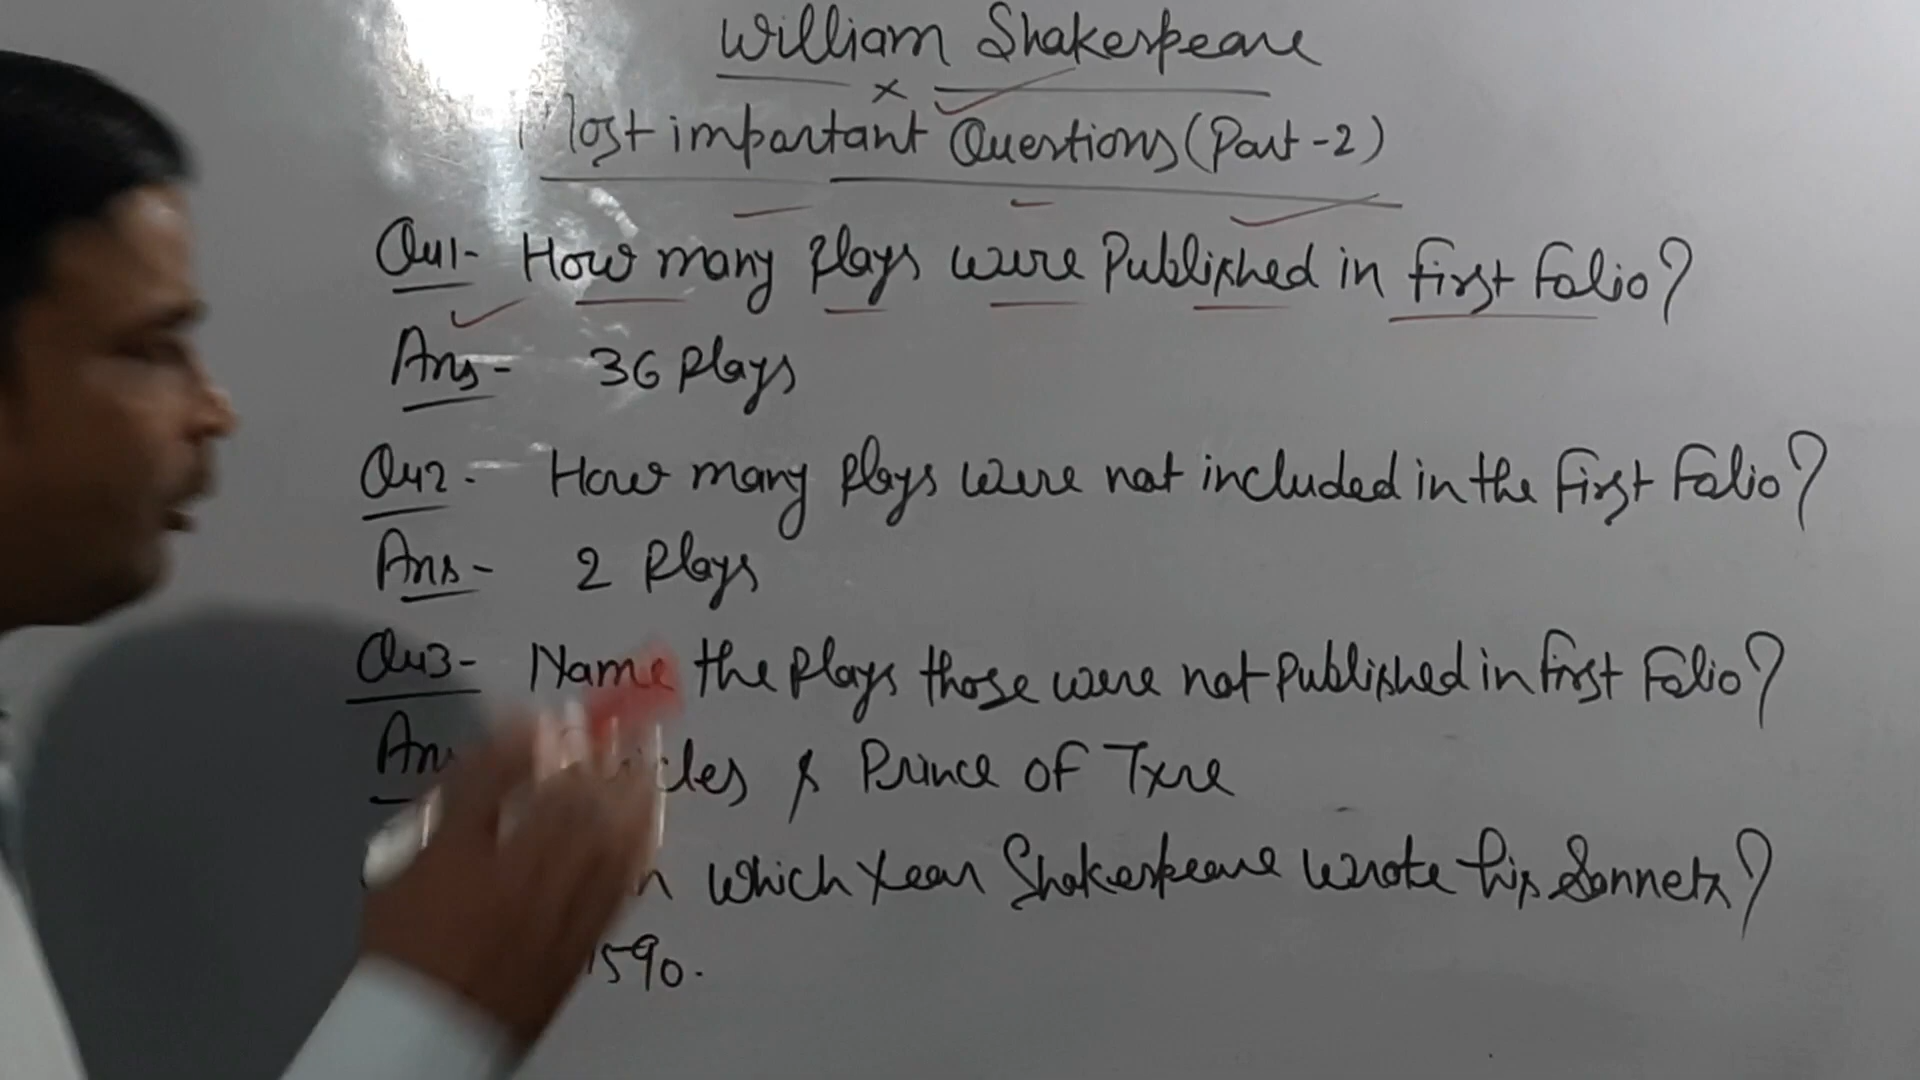 William Shakespeare
Most important Questions (Part-2)
Qu1- How many plays were Published in first folio?
Ans- 36 Plays
Qu2- How many plays were not included in the first Folio?
Ans- 2 Plays
Qu3- Name the Plays those were not Published in first Folio?
An cles & Prince of Tyre
n which year Shakespeare wrote his Sonnets?
1590.